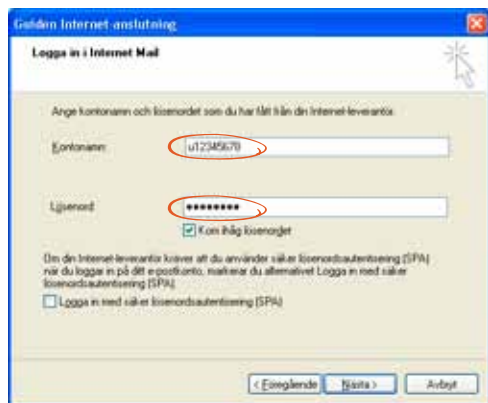 Guiden Internet-anslutning
Logga in i Internet Mail
Ange kontonamn och lösenordet som du har fått från din Internet-leverantör.
Kontonamn:
u12345678
Lösenord:
••••••••
Kom ihåg lösenordet
Om din Internet-leverantör kräver att du använder säker lösenordsautentisering (SPA)
när du loggar in på ditt e-postkonto, markerar du alternativet Logga in med säker
lösenordsautentisering (SPA).
Logga in med säker lösenordsautentisering (SPA)
< Föregående
Nästa >
Avbryt